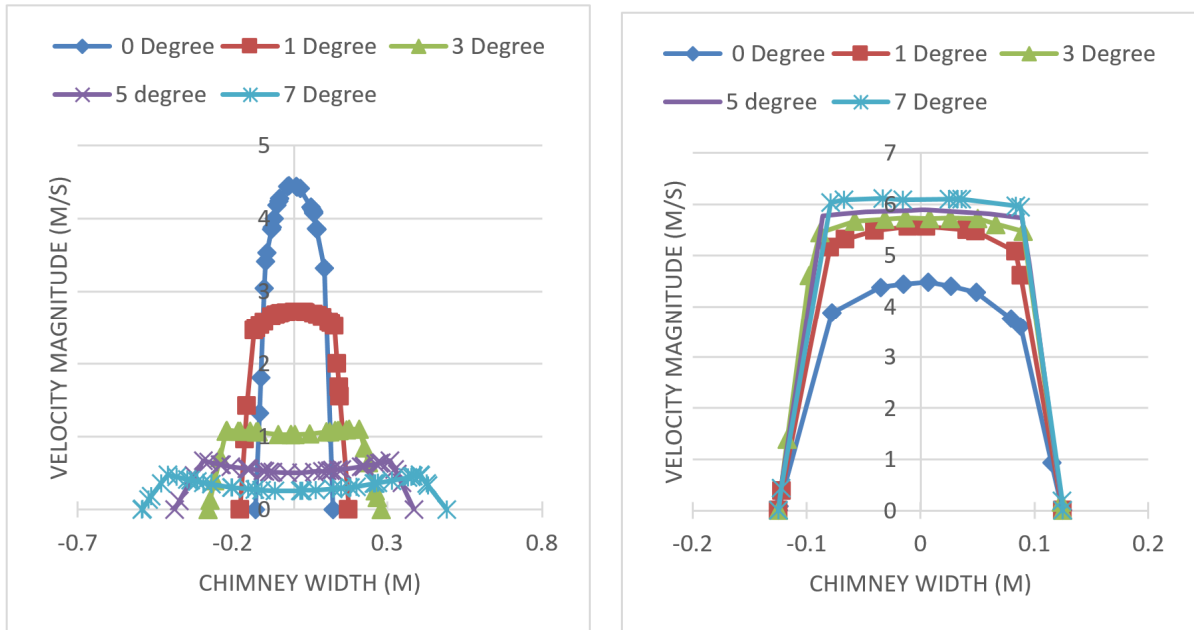 0 Degree 1 Degree 3 Degree
5 degree 7 Degree
5
4
3
2
1
0
-0.7 -0.2 0.3 0.8
VELOCITY MAGNITUDE (M/S)
CHIMNEY WIDTH (M)
0 Degree 1 Degree 3 Degree
5 degree 7 Degree
7
6
5
4
3
2
1
0
-0.2 -0.1 0 0.1 0.2
VELOCITY MAGNITUDE (M/S)
CHIMNEY WIDTH (M)